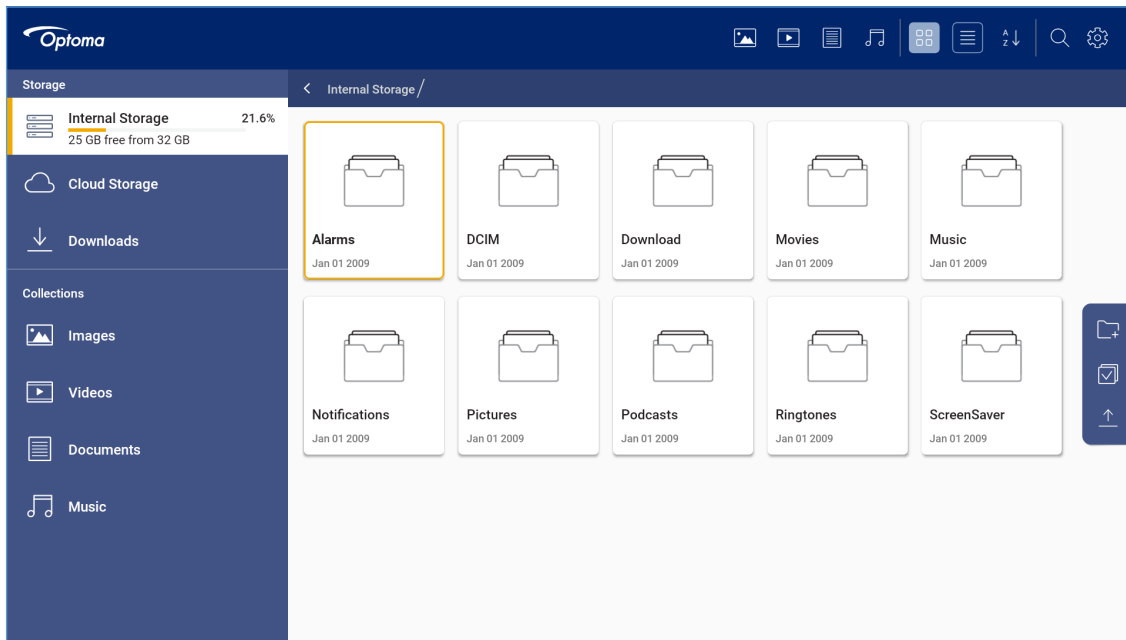 Optoma
A
Z
Storage
Internal Storage 21.6%
25 GB free from 32 GB
Cloud Storage
Downloads
Collections
Images
Videos
Documents
Music
Internal Storage /
Alarms
Jan 01 2009
DCIM
Jan 01 2009
Download
Jan 01 2009
Movies
Jan 01 2009
Music
Jan 01 2009
Notifications
Jan 01 2009
Pictures
Jan 01 2009
Podcasts
Jan 01 2009
Ringtones
Jan 01 2009
ScreenSaver
Jan 01 2009